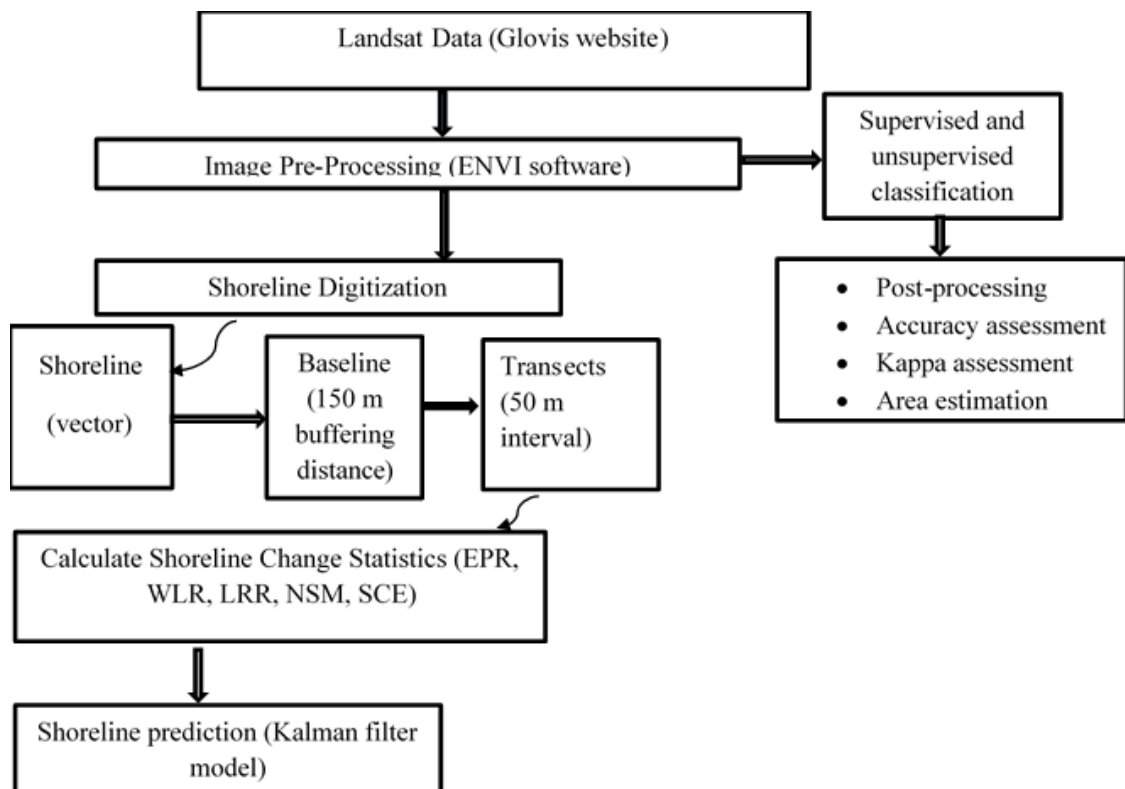 Landsat Data (Glovis website)
Image Pre-Processing (ENVI software)
Supervised and
unsupervised
classification
Shoreline Digitization
• Post-processing
• Accuracy assessment
• Kappa assessment
• Area estimation
Shoreline
(vector)
Baseline
(150 m
buffering
distance)
Transects
(50 m
interval)
Calculate Shoreline Change Statistics (EPR,
WLR, LRR, NSM, SCE)
Shoreline prediction (Kalman filter
model)